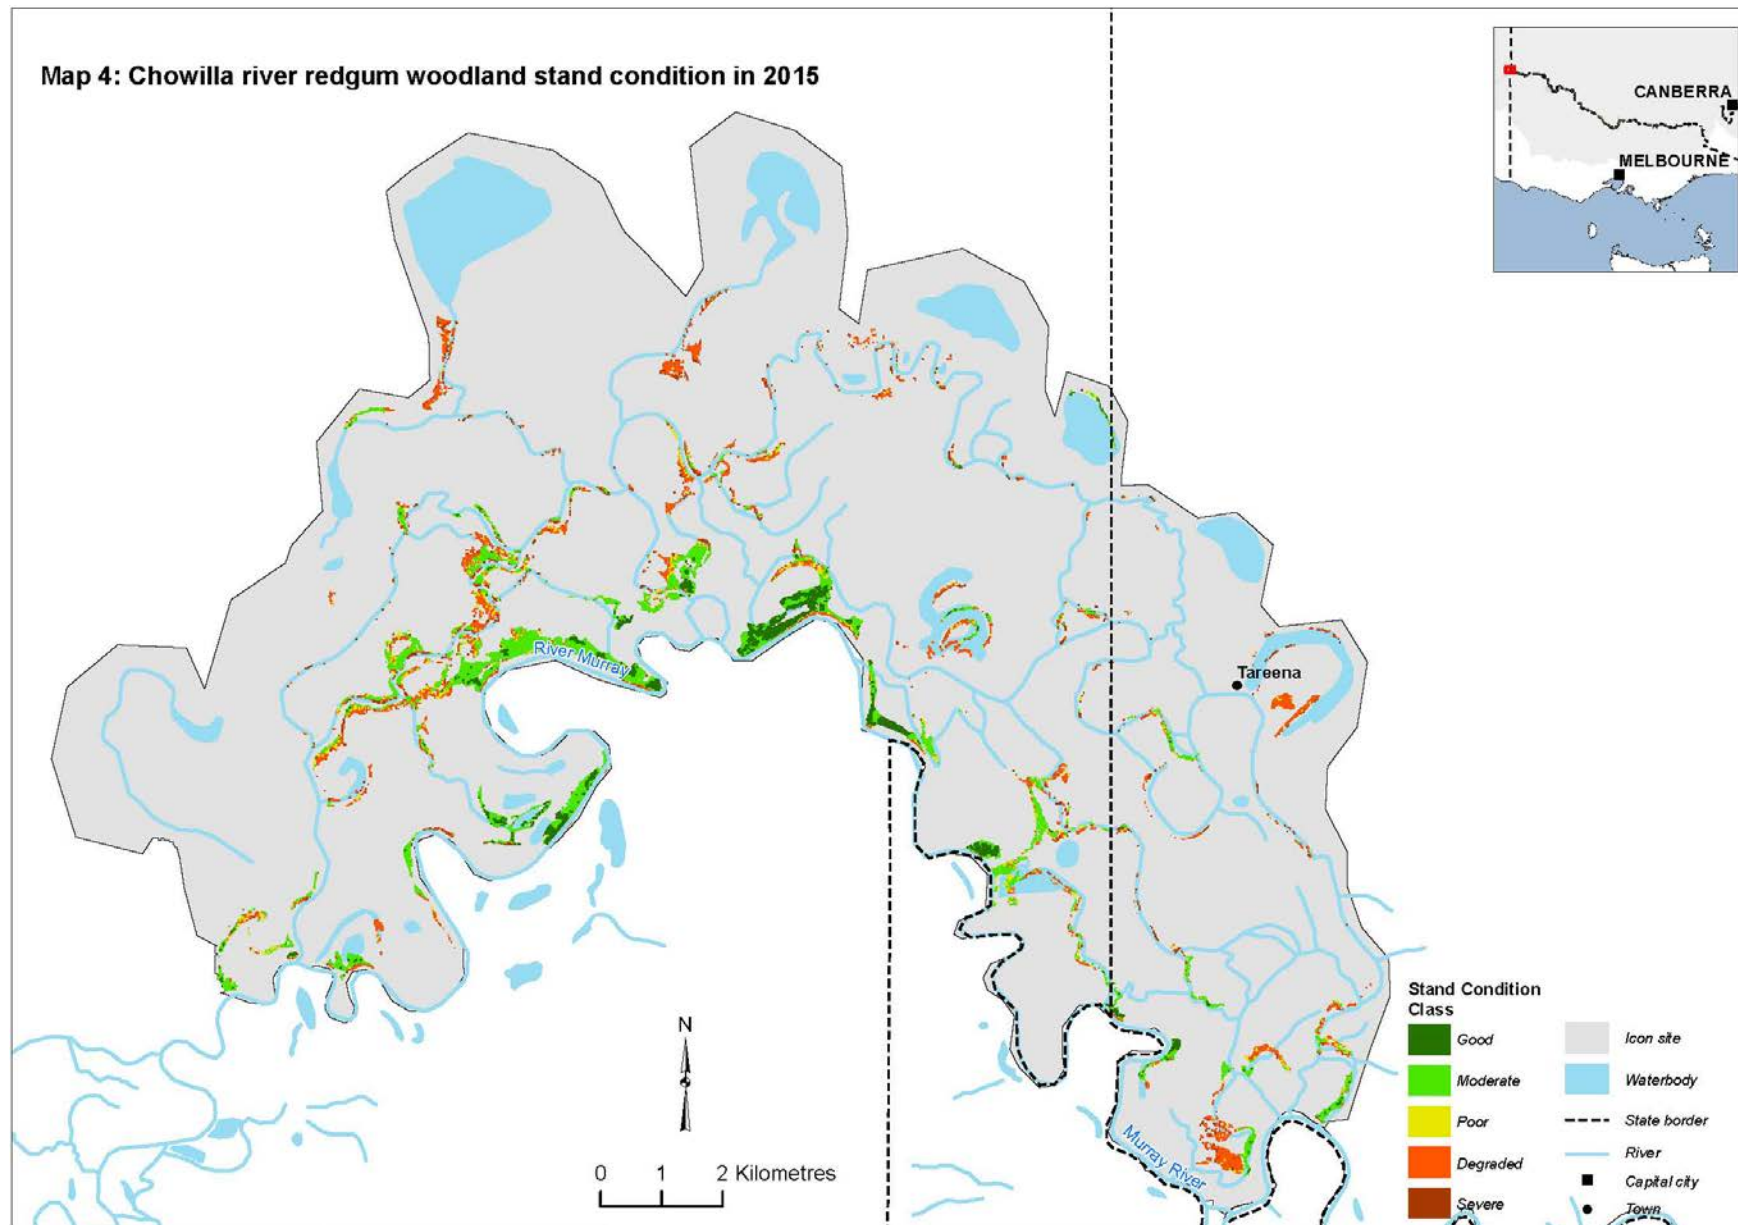 Map 4: Chowilla river redgum woodland stand condition in 2015
CANBERRA
MELBOURNE
River Murray
Tareena
Murray River
N
0 1 2 Kilometres
Stand Condition
Class
Good
Moderate
Poor
Degraded
Severe
Icon site
Waterbody
State border
River
Capital city
Town